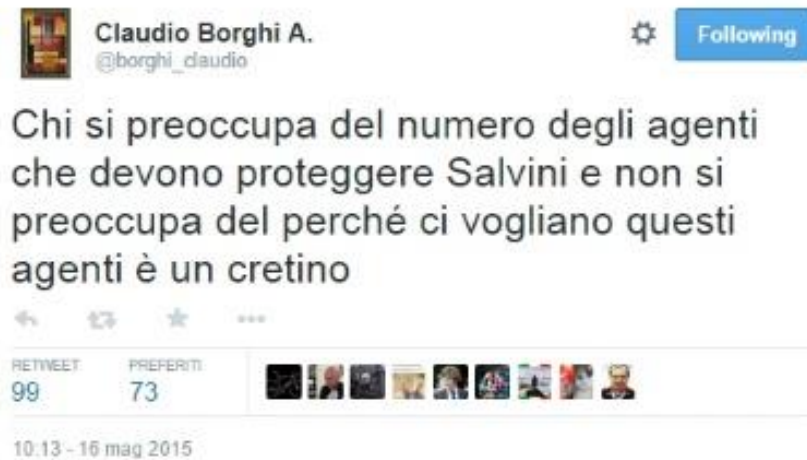 Claudio Borghi A.
@borghi_claudio
Following
Chi si preoccupa del numero degli agenti
che devono proteggere Salvini e non si
preoccupa del perché ci vogliano questi
agenti è un cretino
RETWEET
PREFERITI
99
73
10:13 - 16 mag 2015